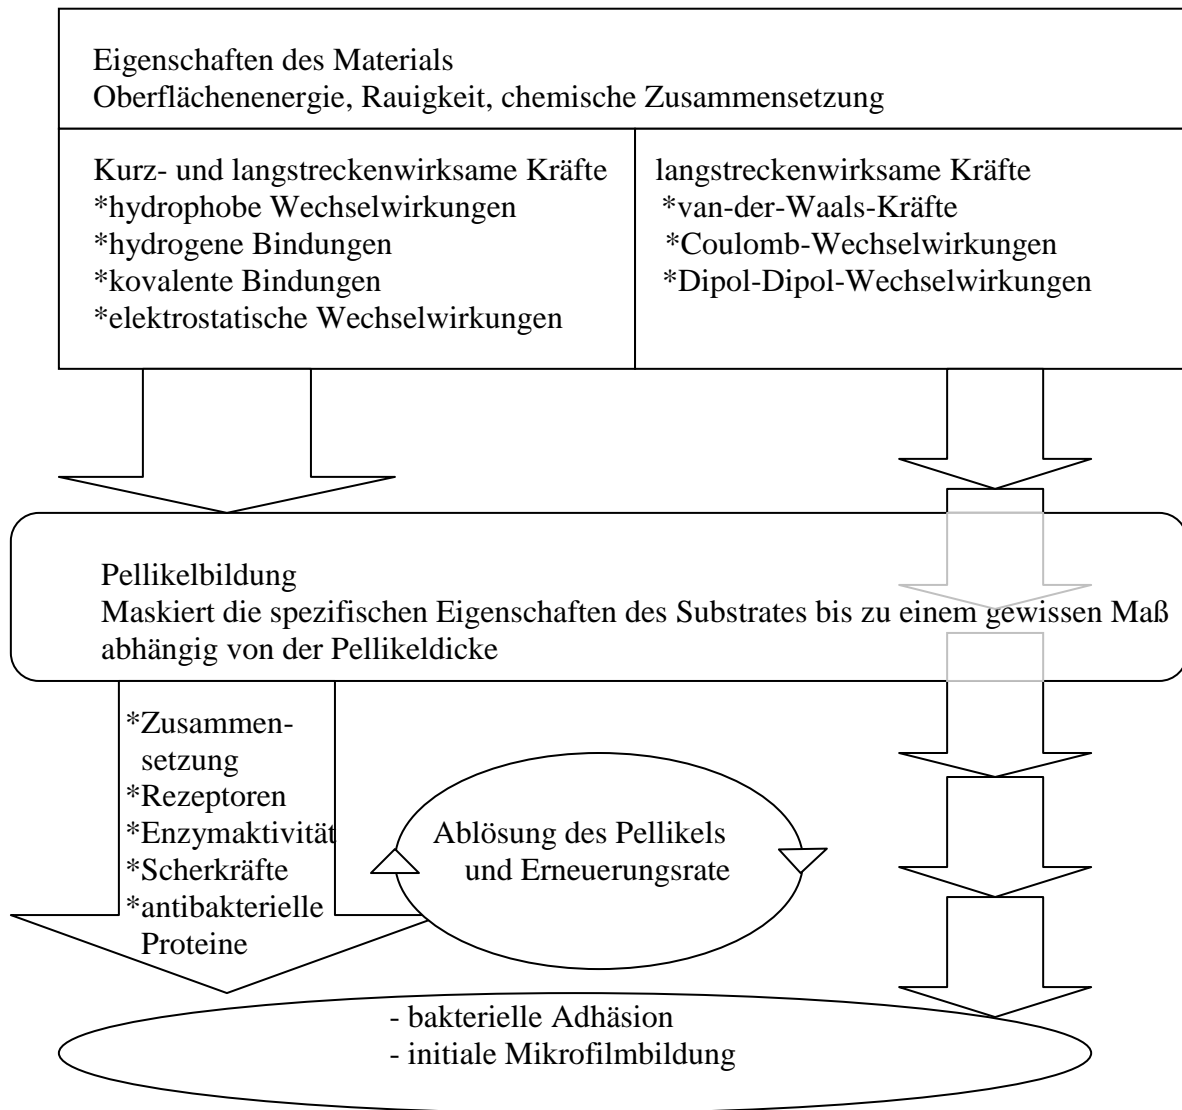 Eigenschaften des Materials
Oberflächenenergie, Rauigkeit, chemische Zusammensetzung
Kurz- und langstreckenwirksame Kräfte
*hydrophobe Wechselwirkungen
*hydrogene Bindungen
*kovalente Bindungen
*elektrostatische Wechselwirkungen
langstreckenwirksame Kräfte
*van-der-Waals-Kräfte
*Coulomb-Wechselwirkungen
*Dipol-Dipol-Wechselwirkungen
Pellikelbildung
Maskiert die spezifischen Eigenschaften des Substrates bis zu einem gewissen Maß
abhängig von der Pellikeldicke
*Zusammen-
setzung
*Rezeptoren
*Enzymaktivität
*Scherkräfte
*antibakterielle
Proteine
Ablösung des Pellikels
und Erneuerungsrate
- bakterielle Adhäsion
- initiale Mikrofilmbildung